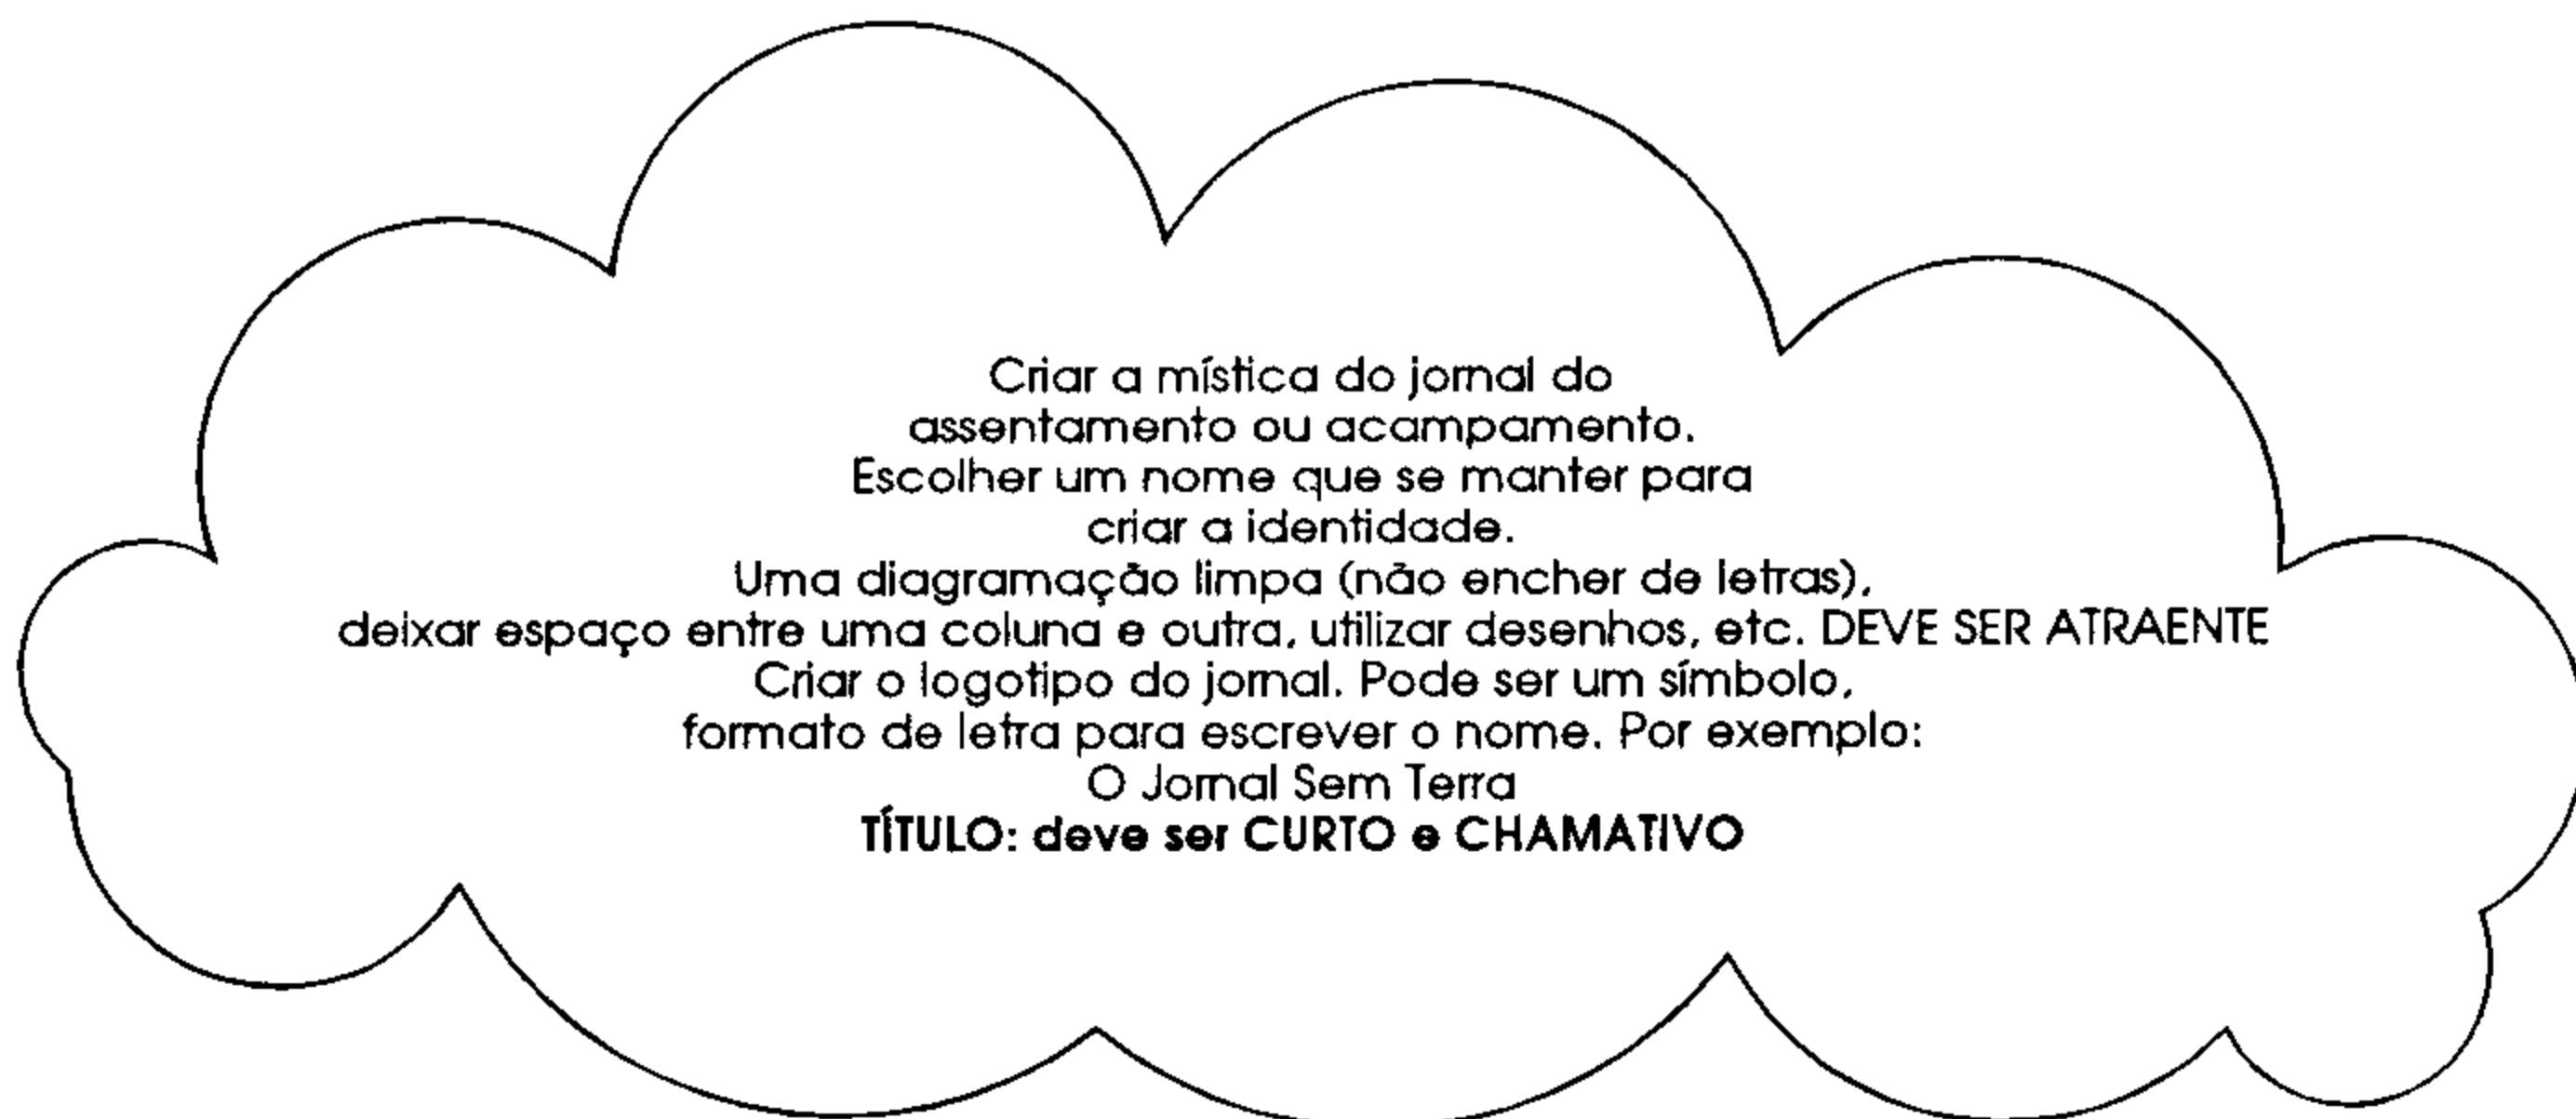 Criar a mística do jornal do
assentamento ou acampamento.
Escolher um nome que se manter para
criar a identidade.
Uma diagramação limpa (não encher de letras),
deixar espaço entre uma coluna e outra, utilizar desenhos, etc. DEVE SER ATRAENTE
Criar o logotipo do jornal. Pode ser um símbolo,
formato de letra para escrever o nome. Por exemplo:
O Jornal Sem Terra
TÍTULO: deve ser CURTO e CHAMATIVO